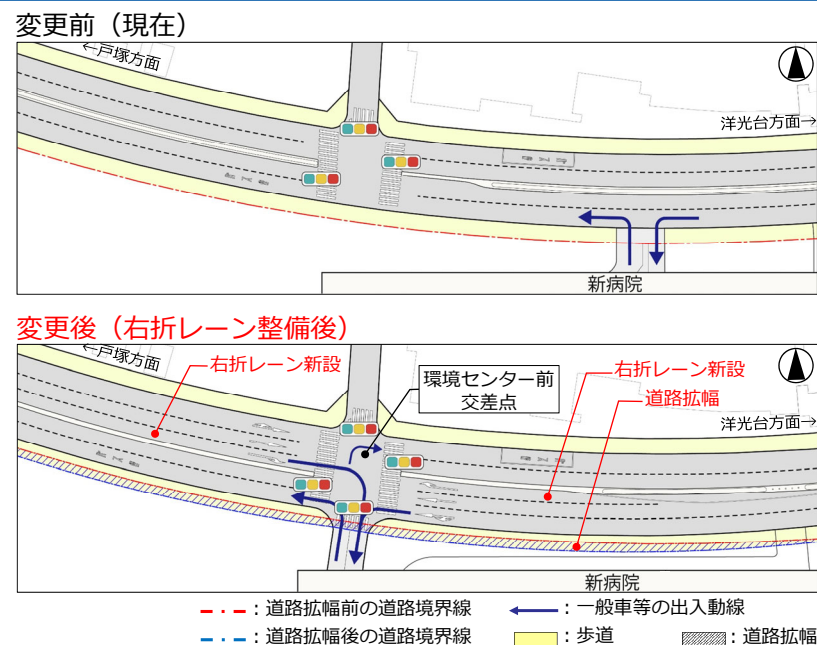 変更前（現在）
←戸塚方面
洋光台方面→
新病院
変更後（右折レーン整備後）
←戸塚方面
右折レーン新設
環境センター前
交差点
右折レーン新設
道路拡幅
洋光台方面→
新病院
：道路拡幅前の道路境界線
：一般車等の出入動線
：道路拡幅後の道路境界線
：歩道
：道路拡幅